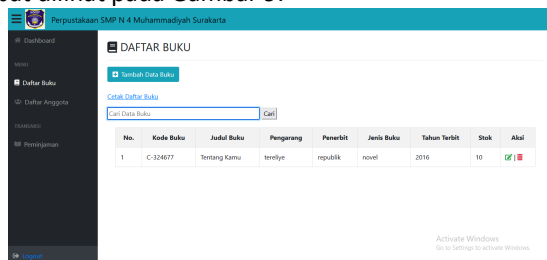 Perpustakaan SMP N 4 Muhammadiyah Surakarta
Dashboard
MENU
Daftar Buku
Daftar Anggota
TRANSAKSI
Peminjaman
Logout
DAFTAR BUKU
Tambah Data Buku
Cetak Daftar Buku
Cari Data Buku Cari
No. Kode Buku Judul Buku Pengarang Penerbit Jenis Buku Tahun Terbit Stok Aksi
1 C-324677 Tentang Kamu tereliye republik novel 2016 10 |
Activate Windows
Go to Settings to activate Windows.